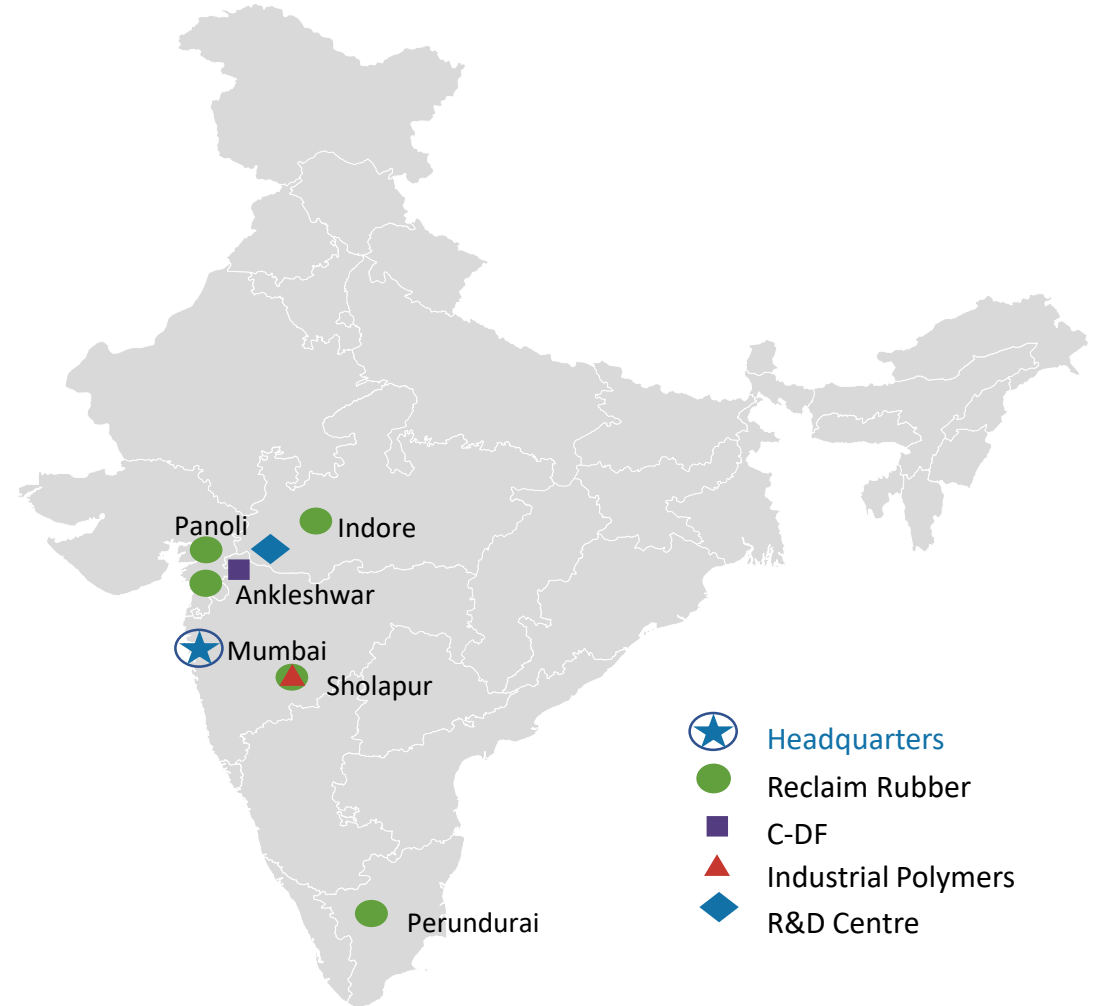 Panoli
Indore
Ankleshwar
Mumbai
Sholapur
Perundurai
Headquarters
Reclaim Rubber
C-DF
Industrial Polymers
R&D Centre